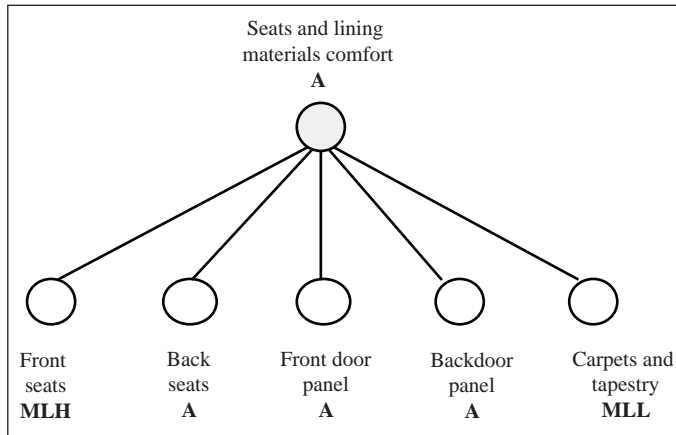 Seats and lining
materials comfort
A
Front
seats
MLH
Back
seats
A
Front door
panel
A
Backdoor
panel
A
Carpets and
tapestry
MLL